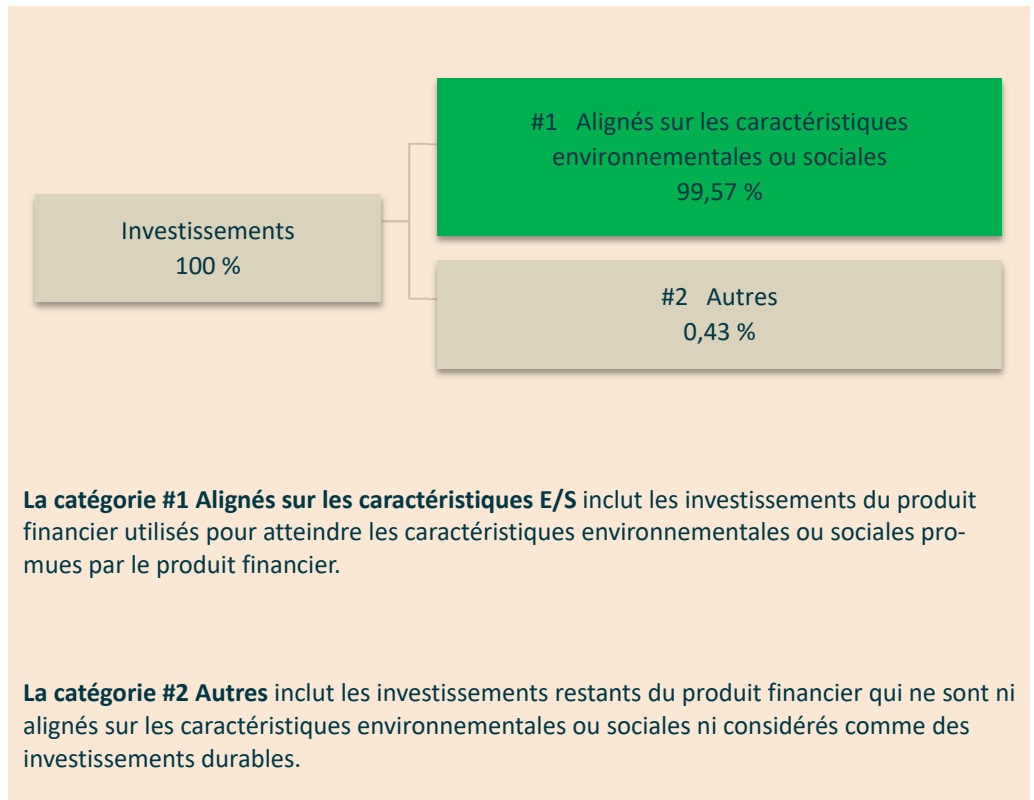 #1   Alignés sur les caractéristiques
environnementales ou sociales
99,57 %
Investissements
100 %
#2   Autres
0,43 %
La catégorie #1 Alignés sur les caractéristiques E/S inclut les investissements du produit
financier utilisés pour atteindre les caractéristiques environnementales ou sociales pro-
mues par le produit financier.
La catégorie #2 Autres inclut les investissements restants du produit financier qui ne sont ni
alignés sur les caractéristiques environnementales ou sociales ni considérés comme des
investissements durables.